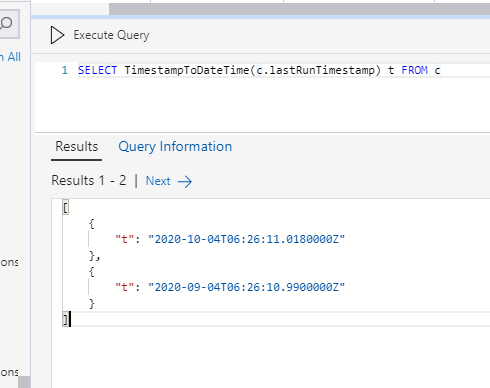 n All
Execute Query
1 SELECT TimestampToDateTime(c.lastRunTimestamp) t FROM c
Results Query Information
Results 1 - 2 | Next →
[
{
"t": "2020-10-04T06:26:11.0180000Z"
},
{
"t": "2020-09-04T06:26:10.9900000Z"
}
]
ons
ons